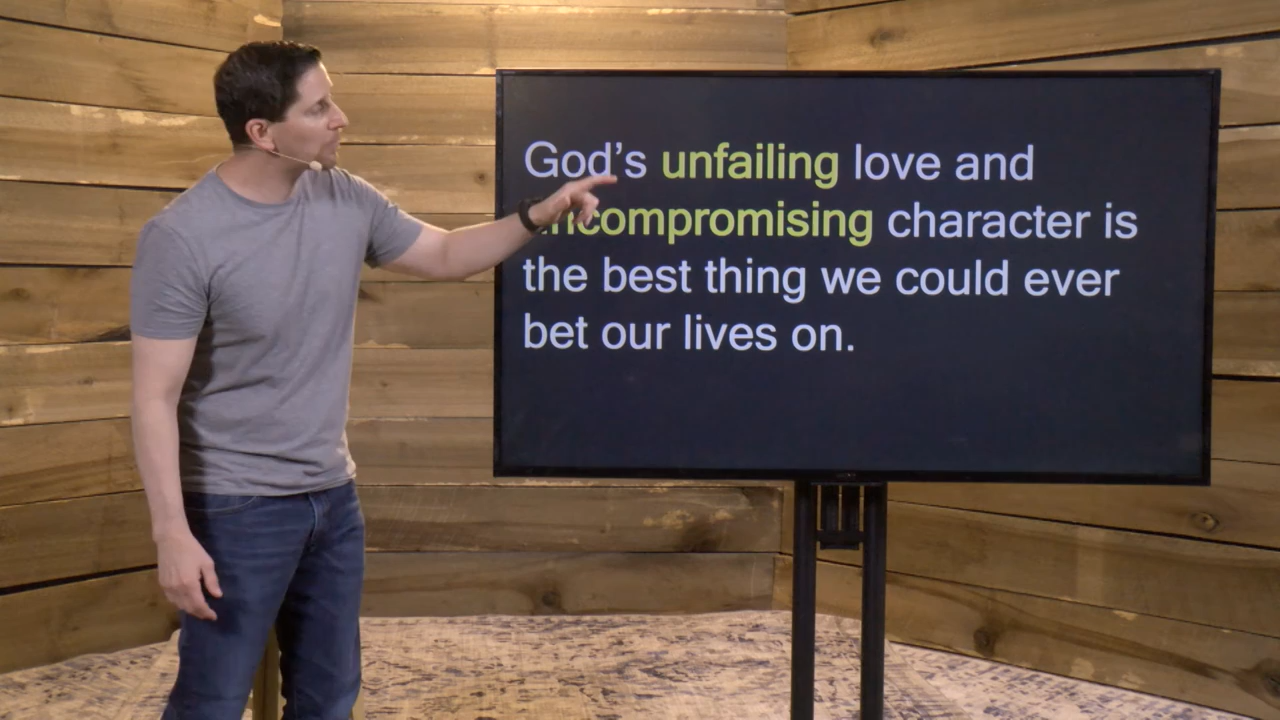 God's unfailing love and
uncompromising character is
the best thing we could ever
bet our lives on.